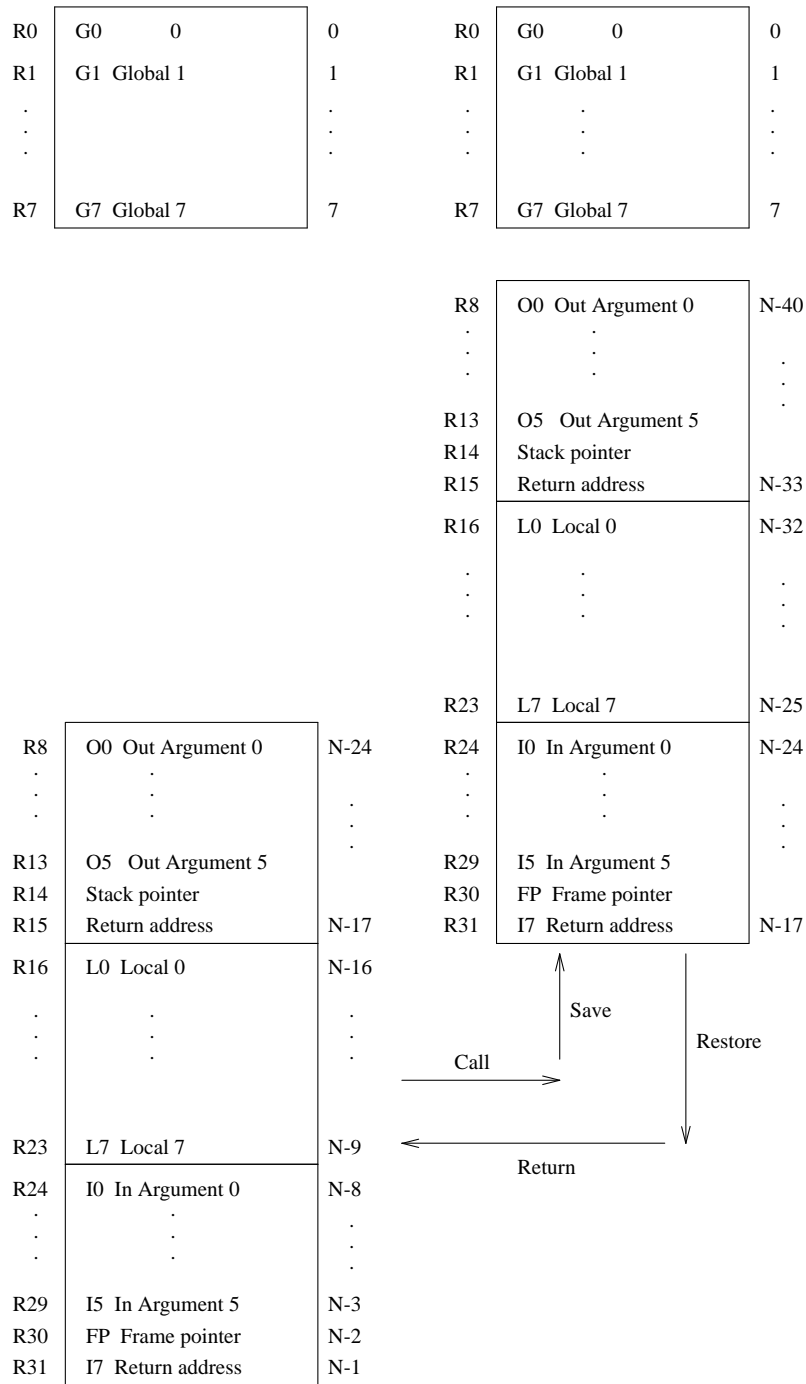 R0 G0 0 0 R0 G0 0 0
R1 G1 Global 1 1 R1 G1 Global 1 1
. . . . .
. . . . .
. . . . .
R7 G7 Global 7 7 R7 G7 Global 7 7
R8 O0 Out Argument 0 N-40
. .
. . .
. . .
.
R13 O5 Out Argument 5
R14 Stack pointer
R15 Return address N-33
R16 L0 Local 0 N-32
. . .
. . .
. . .
R23 L7 Local 7 N-25
R8 O0 Out Argument 0 N-24 R24 I0 In Argument 0 N-24
. . . .
. . . . . .
. . . . . .
. .
R13 O5 Out Argument 5 R29 I5 In Argument 5
R14 Stack pointer R30 FP Frame pointer
R15 Return address N-17 R31 I7 Return address N-17
R16 L0 Local 0 N-16
Save
. . .
. . .
. . .
Restore
Call
R23 L7 Local 7 N-9
Return
R24 I0 In Argument 0 N-8
. .
. . .
. . .
.
R29 I5 In Argument 5 N-3
R30 FP Frame pointer N-2
R31 I7 Return address N-1